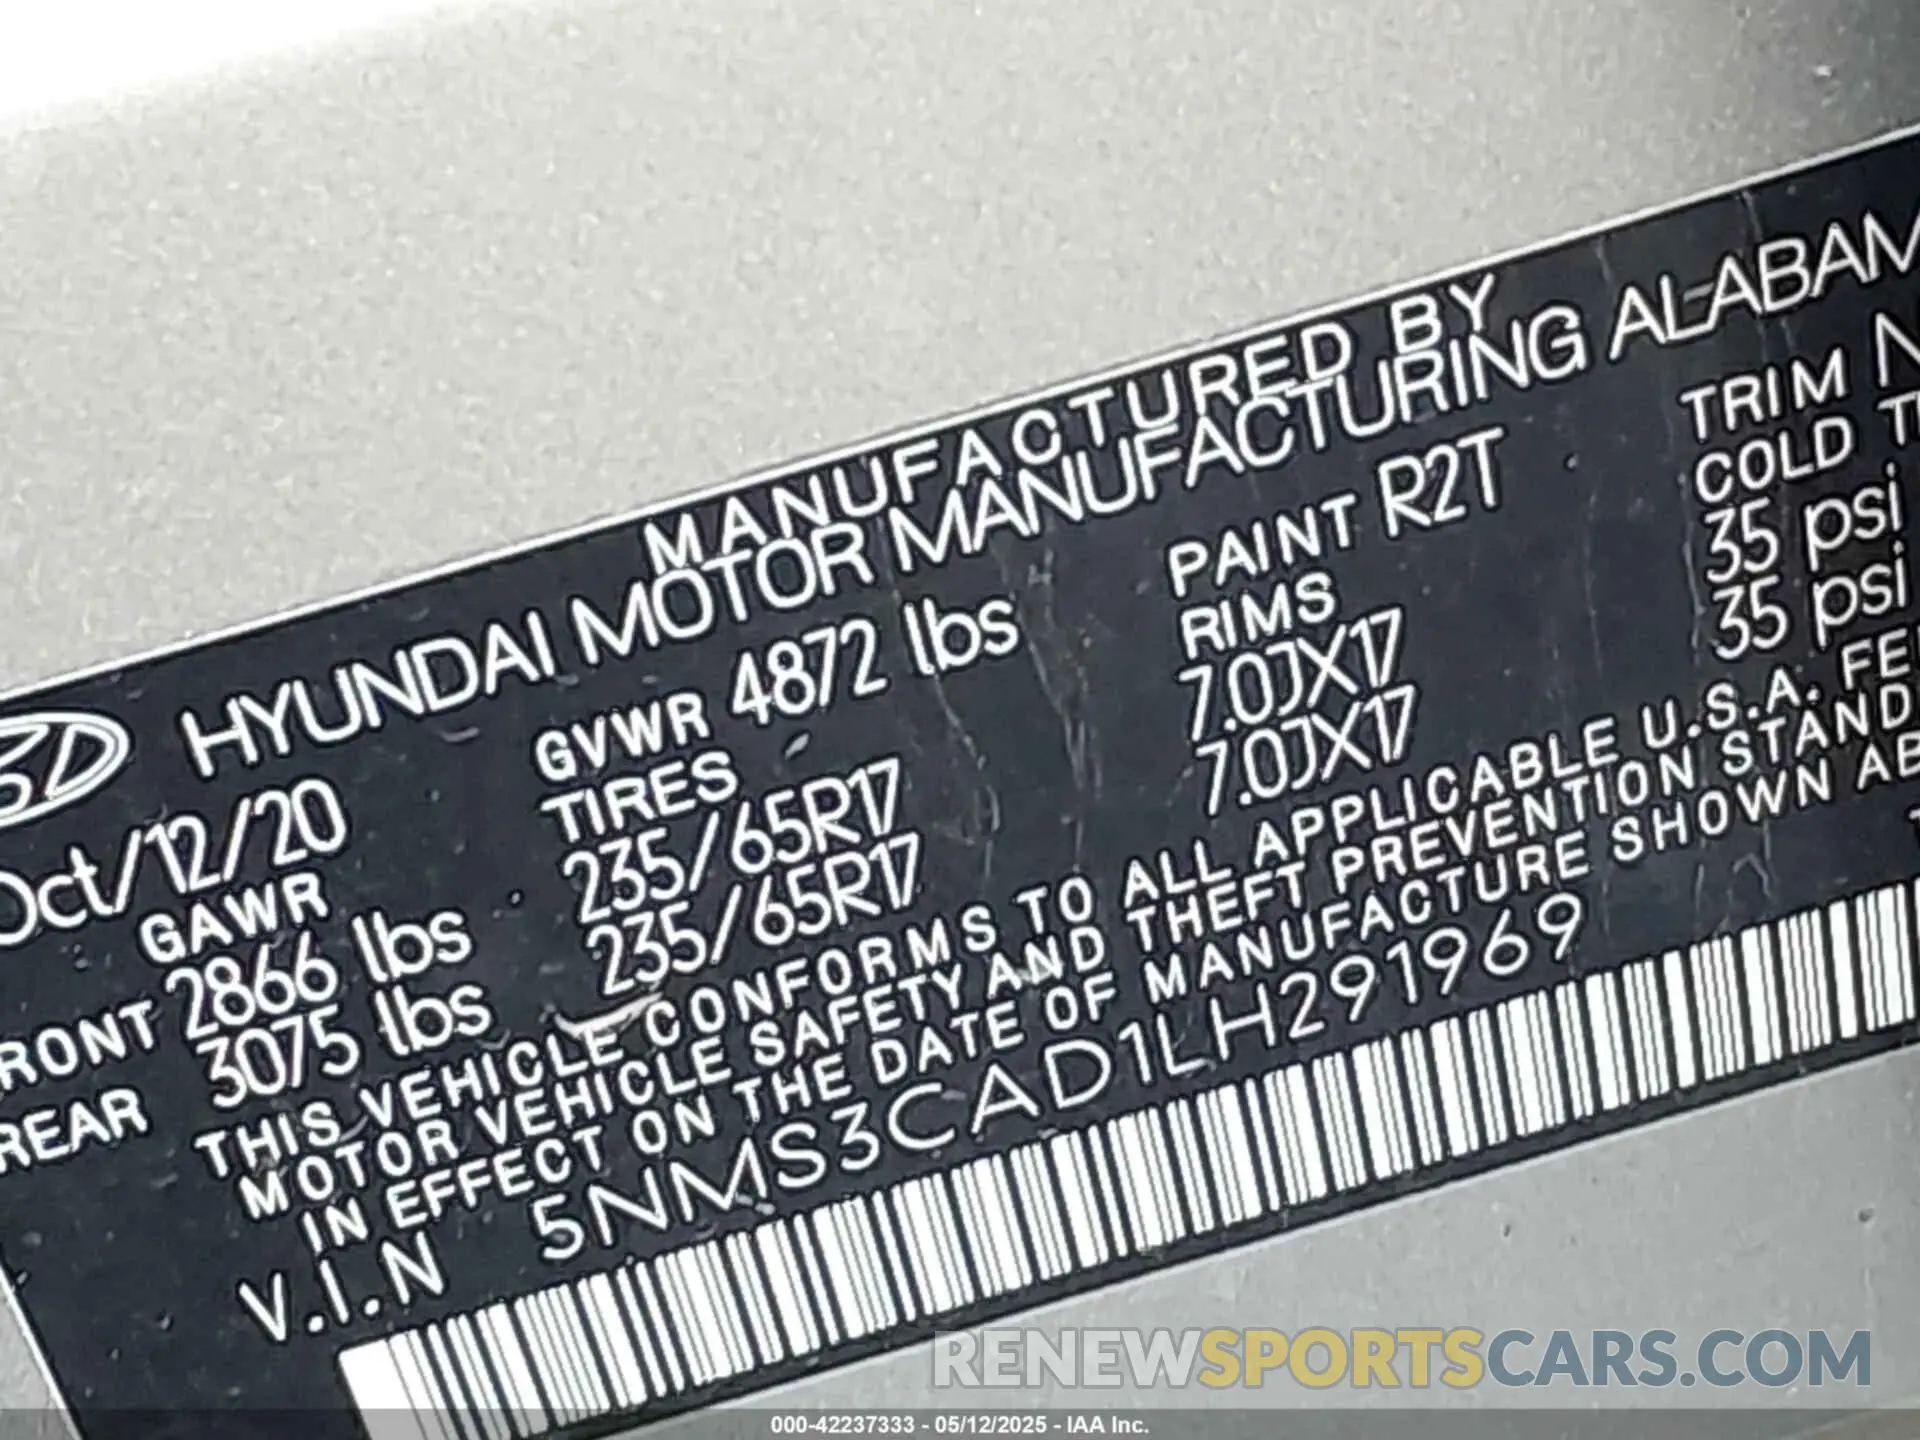 MANUFACTURED BY
HYUNDAI MOTOR MANUFACTURING ALABAM
Oct/12/20 GVWR 4872 lbs PAINT R2T TRIM N
GAWR TIRES RIMS COLD
FRONT 2866 lbs 235/65R17 7.0JX17 35 psi
REAR 3075 lbs 235/65R17 7.0JX17 35 psi
THIS VEHICLE CONFORMS TO ALL APPLICABLE U.S.A. FE
MOTOR VEHICLE SAFETY AND THEFT PREVENTION STAND
IN EFFECT ON THE DATE OF MANUFACTURE SHOWN AB
V.I.N 5NMS3CAD1LH291969
RENEWSPORTSCARS.COM
000-42237333 - 05/12/2025 - IAA Inc.